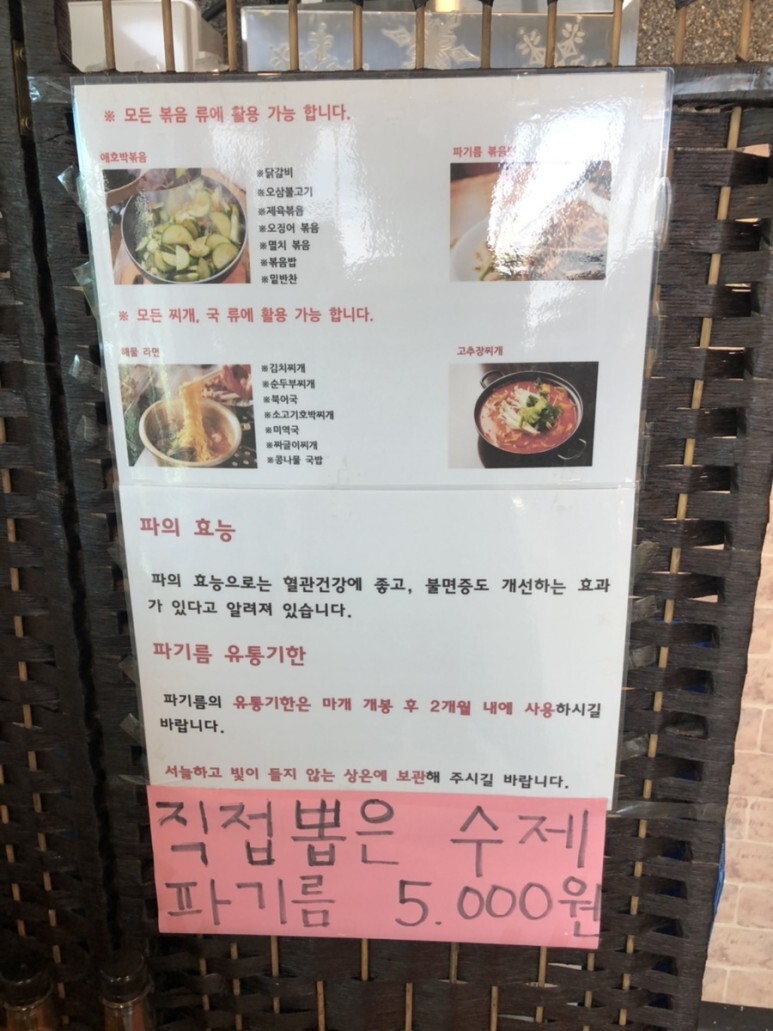 ※ 모든 볶음 류에 활용 가능 합니다.
애호박볶음
※닭갈비
※오삼불고기
※제육볶음
※오징어 볶음
※멸치 볶음
※볶음밥
※밑반찬
파기름
※ 모든 찌개, 국 류에 활용 가능 합니다.
해물 라면
※김치찌개
※순두부찌개
※북어국
※소고기호박찌개
※미역국
※짜글이찌개
※콩나물 국밥
고추장찌개
파의 효능
파의 효능으로는 혈관건강에 좋고, 불면증도 개선하는 효과
가 있다고 알려져 있습니다.
파기름 유통기한
파기름의 유통기한은 마개 개봉 후 2개월 내에 사용하시길
바랍니다.
서늘하고 빛이 들지 않는 상온에 보관해 주시길 바랍니다.
직접뽑은 수제
파기름 5.000원